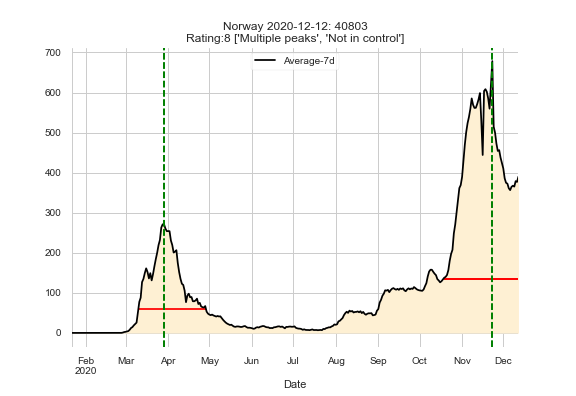 Norway 2020-12-12: 40803
Rating:8 ['Multiple peaks', 'Not in control']
Average-7d
700
600
500
400
300
200
100
0
Feb Mar Apr May Jun Jul Aug Sep Oct Nov Dec
2020
Date